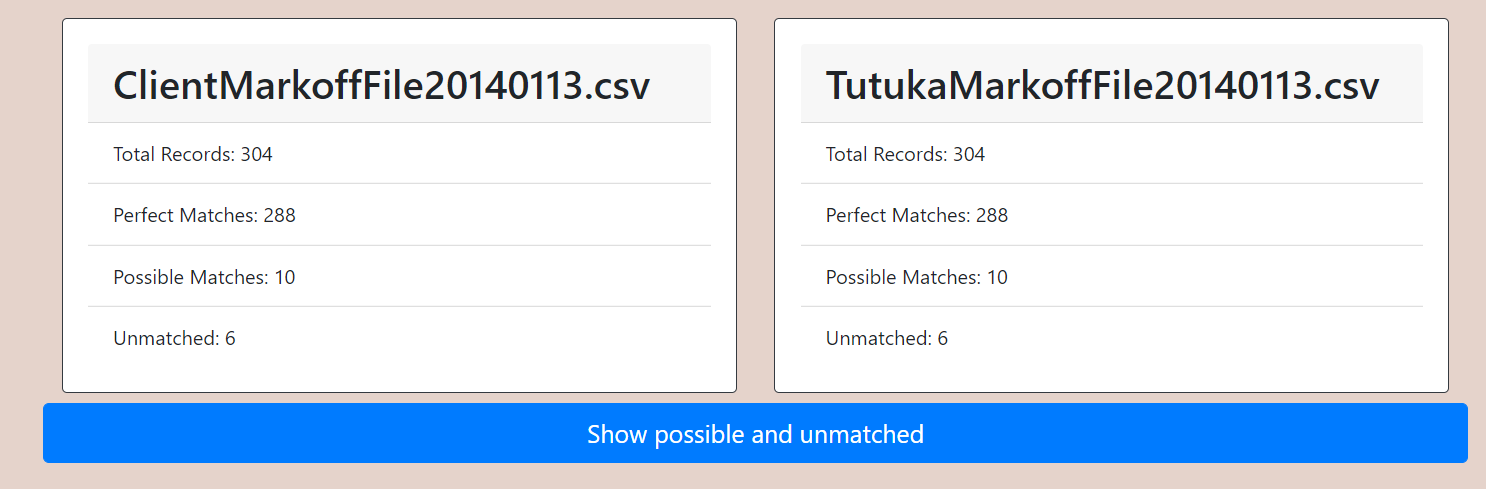 ClientMarkoffFile20140113.csv
Total Records: 304
Perfect Matches: 288
Possible Matches: 10
Unmatched: 6
TutukaMarkoffFile20140113.csv
Total Records: 304
Perfect Matches: 288
Possible Matches: 10
Unmatched: 6
Show possible and unmatched